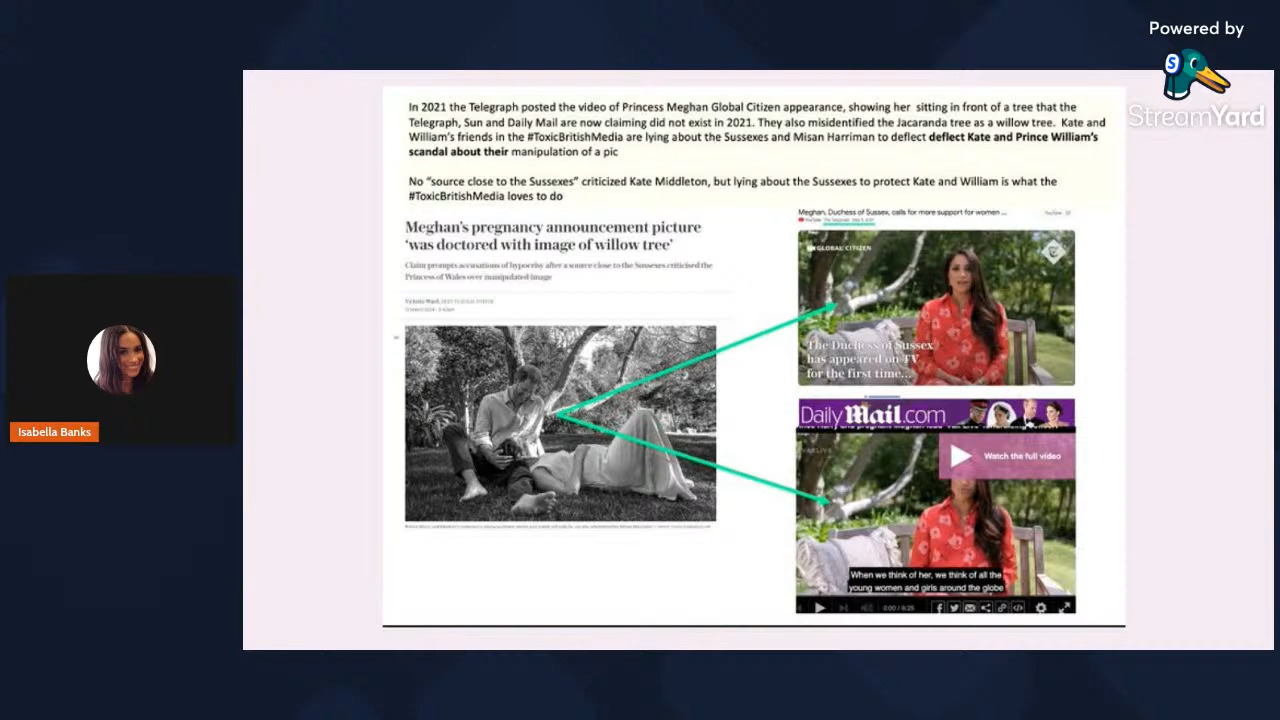 Powered by
StreamYard
In 2021 the Telegraph posted the video of Princess Meghan Global Citizen appearance, showing her sitting in front of a tree that the
Telegraph, Sun and Daily Mail are now claiming did not exist in 2021. They also misidentified the Jacaranda tree as a willow tree. Kate and
William's friends in the #ToxicBritishMedia are lying about the Sussexes and Misan Harriman to deflect deflect Kate and Prince William's
scandal about their manipulation of a pic
No "source close to the Sussexes" criticized Kate Middleton, but lying about the Sussexes to protect Kate and William is what the
#ToxicBritishMedia loves to do
Meghan's pregnancy announcement picture
'was doctored with image of willow tree'
Claim prompts accusations of hypocrisy after a source close to the Sussexes criticised the
Princess of Wales over manipulated image
Meghan, Duchess of Sussex, calls for more support for women ...
GLOBAL CITIZEN
The Duchess of Sussex
has appeared on TV
for the first time...
Daily Mail.com
Watch the full video
When we think of her, we think of all the
young women and girls around the globe
0:00 / 6:25
Isabella Banks